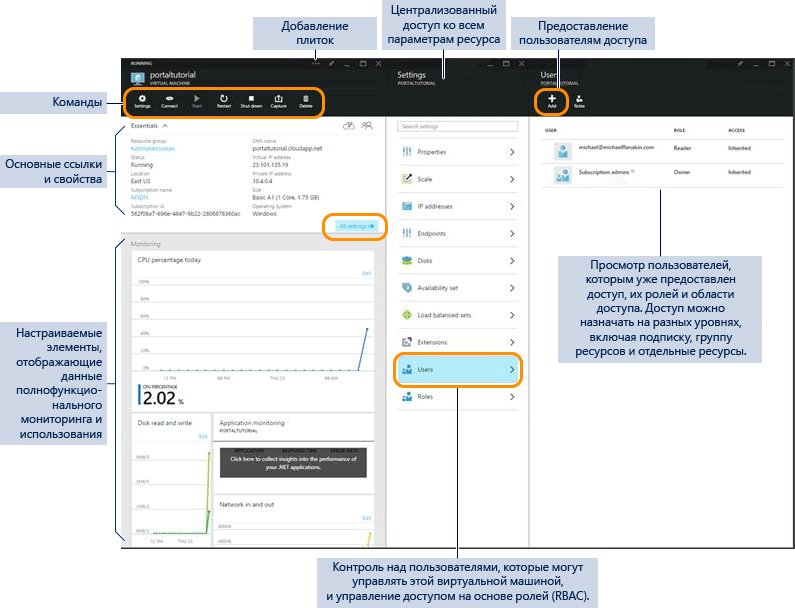 Добавление
плиток
Централизованный
доступ ко всем
параметрам ресурса
Предоставление
пользователям доступа
Команды
Основные ссылки
и свойства
Настраиваемые
элементы,
отображающие
данные
полнофункцио-
нального
мониторинга и
использования
RUNNING
portaltutorial
VIRTUAL MACHINE
Settings
Connect
Start
Restart
Shut down
Capture
Delete
Essentials
Resource group
tutorialresources
Status
Running
Location
East US
Subscription name
MSDN
Subscription id
562f08a7-696e-4847-9b22-2806878360ac
DNS name
portaltutorial.cloudapp.net
Virtual IP address
23.101.135.19
Private IP address
10.4.0.4
Size
Basic A1 (1 Core, 1.75 GB)
Operating System
Windows
All settings
Monitoring
CPU percentage today
Edit
100%
80%
60%
40%
20%
0%
12 PM
06 PM
THU 23
06 AM
CPU PERCENTAGE
2.02 %
Disk read and write
Edit
12 PM
THU 23
Application monitoring
PORTALTUTORIAL
APPLICATION
RESPONSE TIME
ERROR RATE
Click here to collect insights into the performance of
your .NET applications.
Network in and out
Edit
Settings
PORTALTUTORIAL
Search settings
Properties
Scale
IP addresses
Endpoints
Disks
Availability set
Load balanced sets
Extensions
Users
Roles
Users
PORTALTUTORIAL
Add
Roles
USER
ROLE
ACCESS
michael@michaelflanakin.com
Reader
Inherited
Subscription admins
Owner
Inherited
Просмотр пользователей,
которым уже предоставлен
доступ, их ролей и области
доступа. Доступ можно
назначать на разных уровнях,
включая подписку, группу
ресурсов и отдельные ресурсы.
Контроль над пользователями, которые могут
управлять этой виртуальной машиной,
и управление доступом на основе ролей (RBAC).